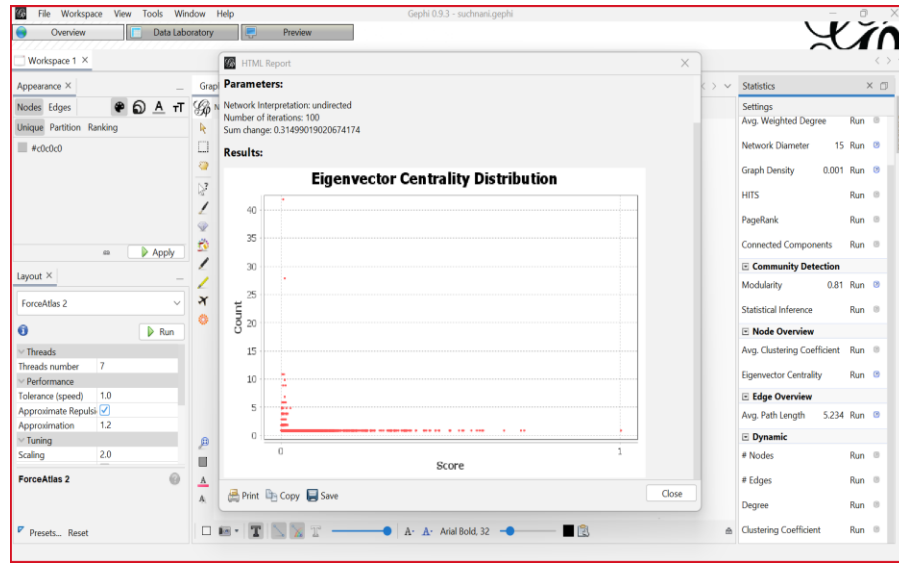 File Workspace View Tools Window Help Gephi 0.9.3 - suchnani.gephi
Overview Data Laboratory Preview
Workspace 1 ×
Appearance ×
Nodes Edges
Unique Partition Ranking
#c0c0c0
Apply
Layout ×
ForceAtlas 2
Run
Threads
Threads number 7
Performance
Tolerance (speed) 1.0
Approximate Repulsi
Approximation 1.2
Tuning
Scaling 2.0
ForceAtlas 2
Presets... Reset
Grap
HTML Report
Parameters:
Network Interpretation: undirected
Number of iterations: 100
Sum change: 0.31499019020674174
Results:
Eigenvector Centrality Distribution
40
35
30
25
20
15
10
5
0
Count
0 1
Score
Print Copy Save Close
Arial Bold, 32
Statistics ×
Settings
Avg. Weighted Degree Run
Network Diameter 15 Run
Graph Density 0.001 Run
HITS Run
PageRank Run
Connected Components Run
Community Detection
Modularity 0.81 Run
Statistical Inference Run
Node Overview
Avg. Clustering Coefficient Run
Eigenvector Centrality Run
Edge Overview
Avg. Path Length 5.234 Run
Dynamic
# Nodes Run
# Edges Run
Degree Run
Clustering Coefficient Run